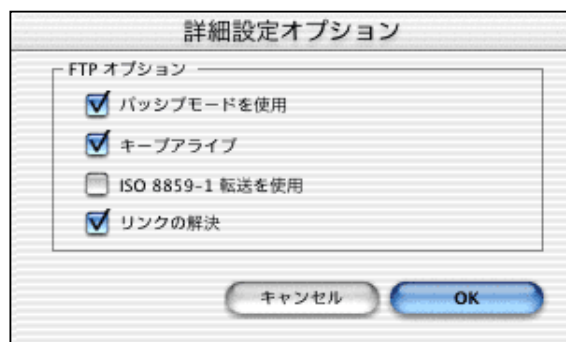 詳細設定オプション
FTP オプション
パッシブモードを使用
キープアライブ
ISO 8859-1 転送を使用
リンクの解決
キャンセル
OK